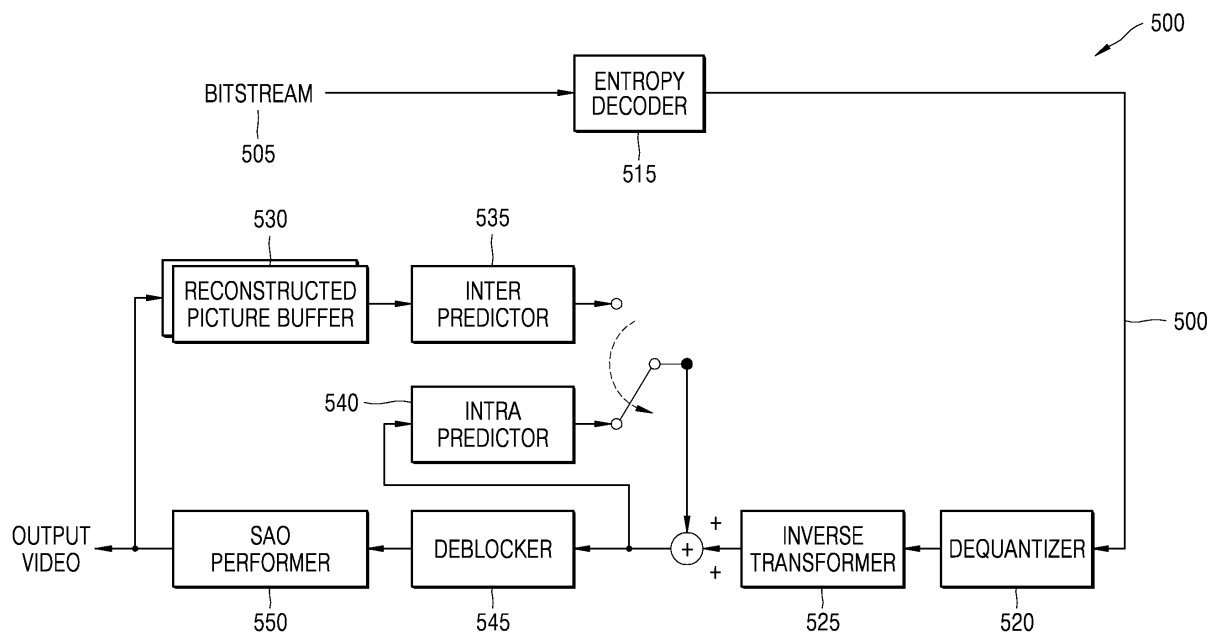 500
BITSTREAM
505
ENTROPY
DECODER
515
530
RECONSTRUCTED
PICTURE BUFFER
535
INTER
PREDICTOR
500
540
INTRA
PREDICTOR
OUTPUT
VIDEO
SAO
PERFORMER
550
DEBLOCKER
545
+
+
+
INVERSE
TRANSFORMER
525
DEQUANTIZER
520